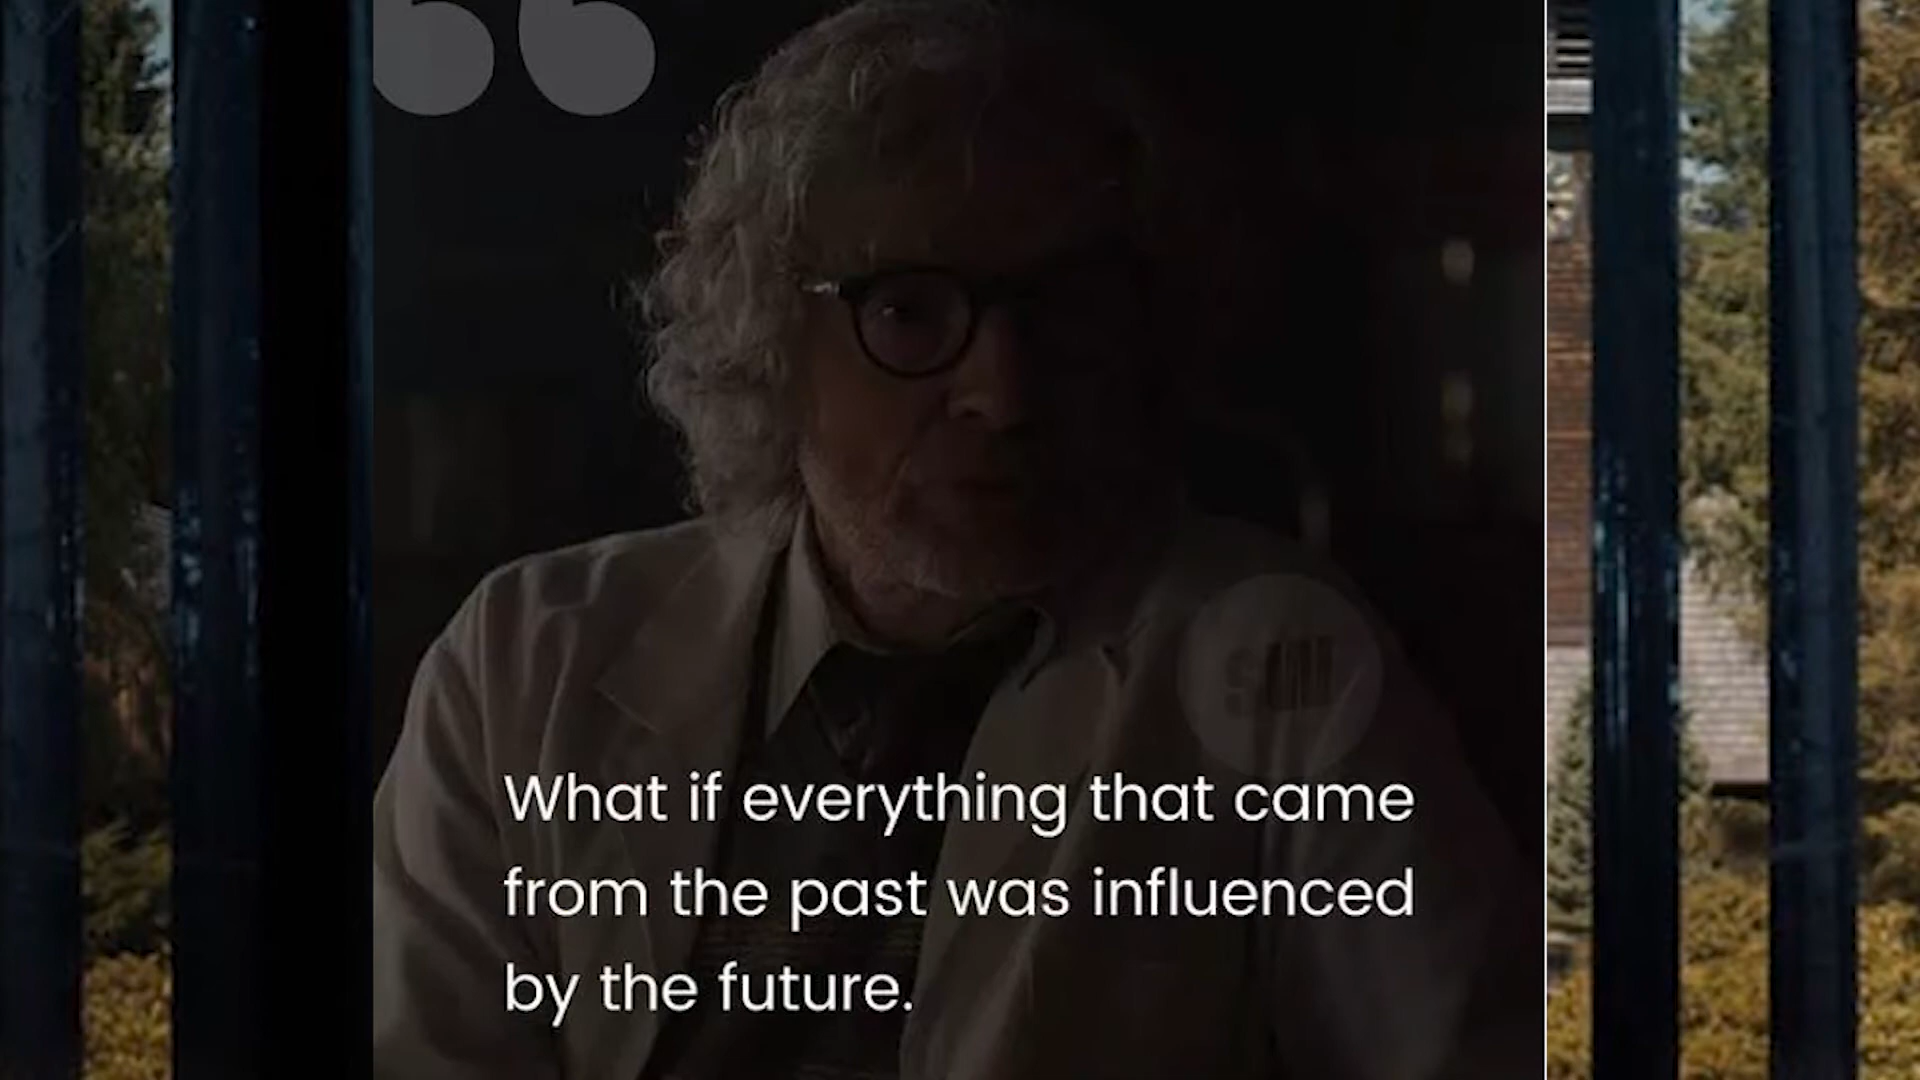 What if everything that came
from the past was influenced
by the future.